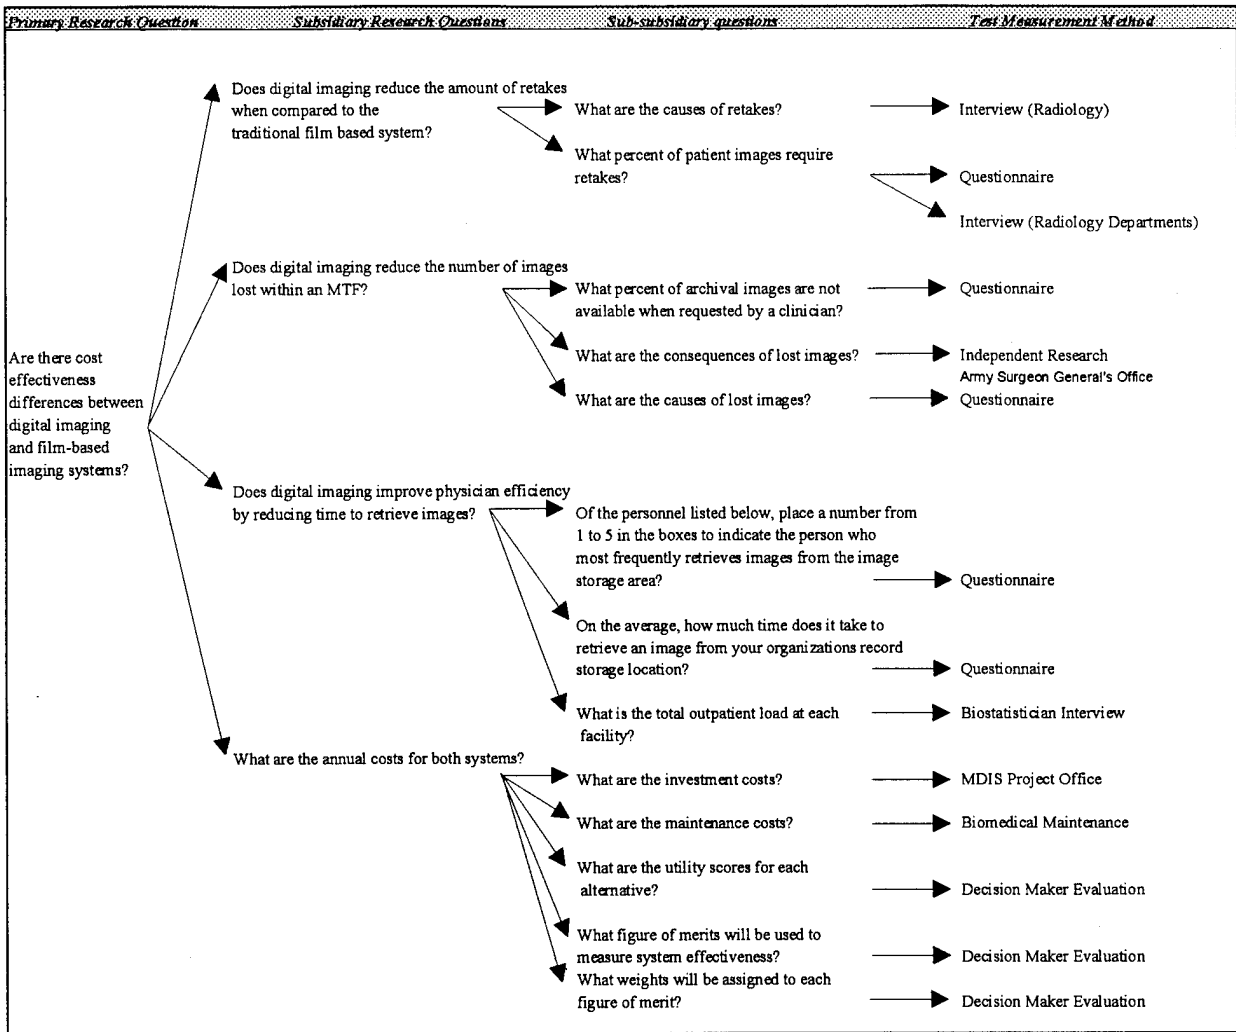 Primary Research Question Subsidiary Research Questions Sub-subsidiary questions Test Measurement Method
Does digital imaging reduce the amount of retakes
when compared to the
traditional film based system?
What are the causes of retakes?
Interview (Radiology)
What percent of patient images require
retakes?
Questionnaire
Interview (Radiology Departments)
Does digital imaging reduce the number of images
lost within an MTF?
What percent of archival images are not
available when requested by a clinician?
Questionnaire
What are the consequences of lost images?
Independent Research
Army Surgeon General's Office
What are the causes of lost images?
Questionnaire
Are there cost
effectiveness
differences between
digital imaging
and film-based
imaging systems?
Does digital imaging improve physician efficiency
by reducing time to retrieve images?
Of the personnel listed below, place a number from
1 to 5 in the boxes to indicate the person who
most frequently retrieves images from the image
storage area?
Questionnaire
On the average, how much time does it take to
retrieve an image from your organizations record
storage location?
Questionnaire
What is the total outpatient load at each
facility?
Biostatistician Interview
What are the annual costs for both systems?
What are the investment costs?
MDIS Project Office
What are the maintenance costs?
Biomedical Maintenance
What are the utility scores for each
alternative?
Decision Maker Evaluation
What figure of merits will be used to
measure system effectiveness?
Decision Maker Evaluation
What weights will be assigned to each
figure of merit?
Decision Maker Evaluation